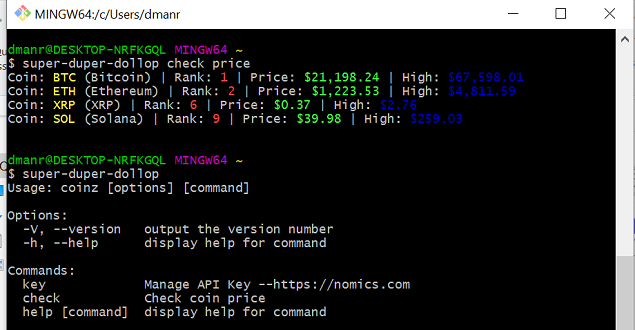 MINGW64:/c/Users/dmanr
dmanr@DESKTOP-NRFKGQL MINGW64 ~
$ super-duper-dollop check price
Coin: BTC (Bitcoin) | Rank: 1 | Price: $21,198.24 | High: $67,598.01
Coin: ETH (Ethereum) | Rank: 2 | Price: $1,223.53 | High: $4,811.59
Coin: XRP (XRP) | Rank: 6 | Price: $0.37 | High: $2.76
Coin: SOL (Solana) | Rank: 9 | Price: $39.98 | High: $259.03
dmanr@DESKTOP-NRFKGQL MINGW64 ~
$ super-duper-dollop
Usage: coinz [options] [command]
Options:
-V, --version output the version number
-h, --help display help for command
Commands:
key Manage API Key --https://nomics.com
check Check coin price
help [command] display help for command